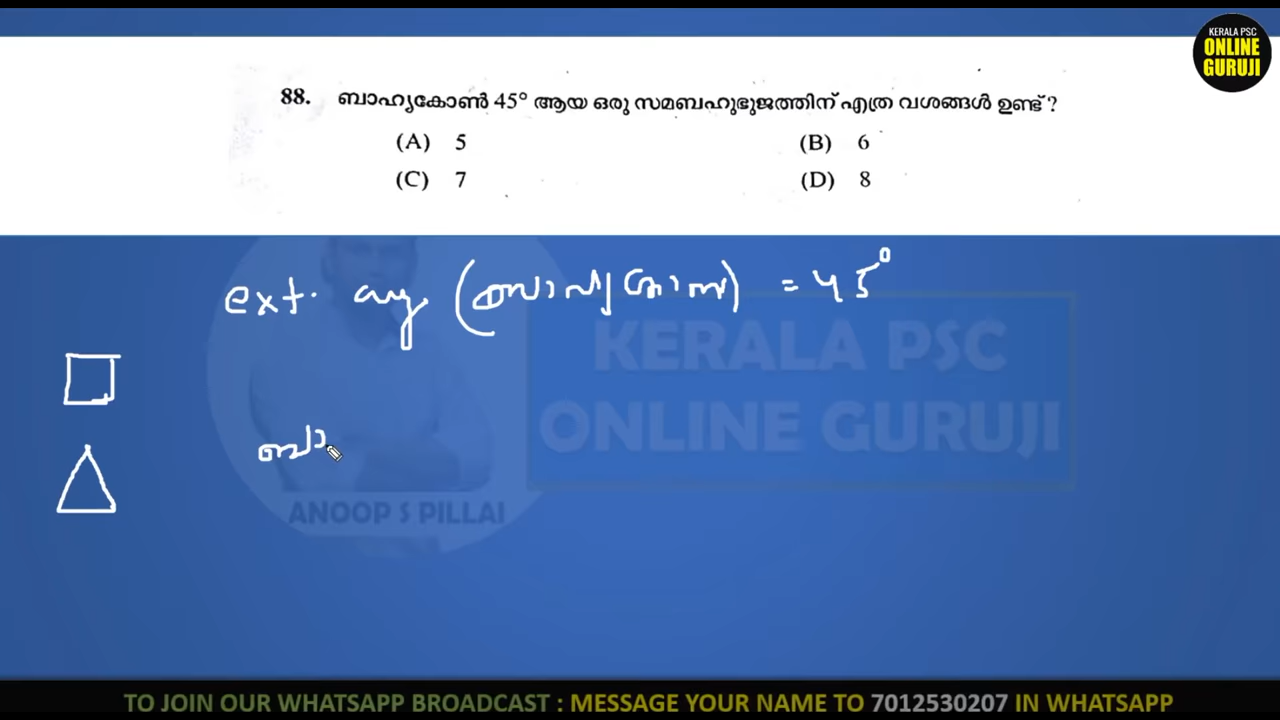 KERALA PSC
ONLINE
GURUJI
88. ബാഹ്യകോൺ 45° ആയ ഒരു സമബഹുഭുജത്തിന് എത്ര വശങ്ങൾ ഉണ്ട് ?
(A) 5 (B) 6
(C) 7 (D) 8
ext. ang (ബാഹ്യകോൺ) = 45°
KERALA PSC
ONLINE GURUJI
ബാ
ANOOP S PILLAI
TO JOIN OUR WHATSAPP BROADCAST : MESSAGE YOUR NAME TO 7012530207 IN WHATSAPP